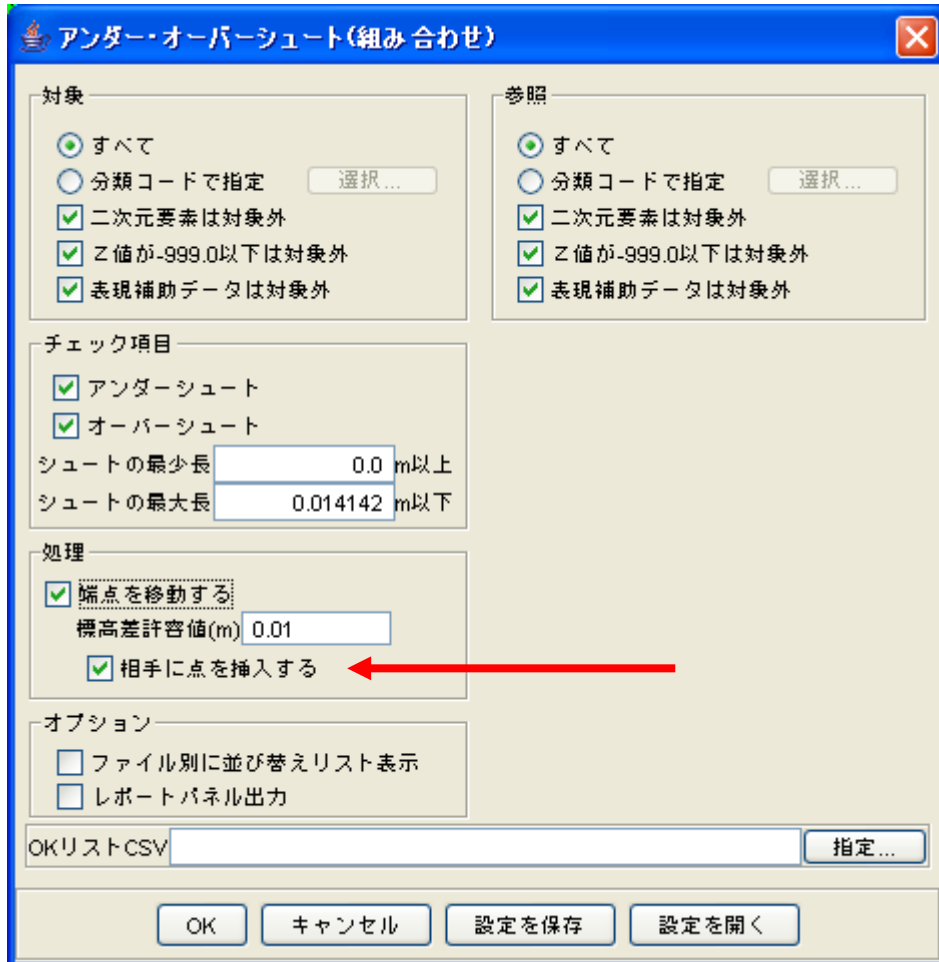 アンダー・オーバーシュート(組み合わせ)
対象
すべて
分類コードで指定 選択...
二次元要素は対象外
Z値が-999.0以下は対象外
表現補助データは対象外
参照
すべて
分類コードで指定 選択...
二次元要素は対象外
Z値が-999.0以下は対象外
表現補助データは対象外
チェック項目
アンダーシュート
オーバーシュート
シュートの最少長 0.0 m以上
シュートの最大長 0.014142 m以下
処理
端点を移動する
標高差許容値(m) 0.01
相手に点を挿入する
オプション
ファイル別に並び替えリスト表示
レポートパネル出力
OKリストCSV 指定...
OK キャンセル 設定を保存 設定を開く